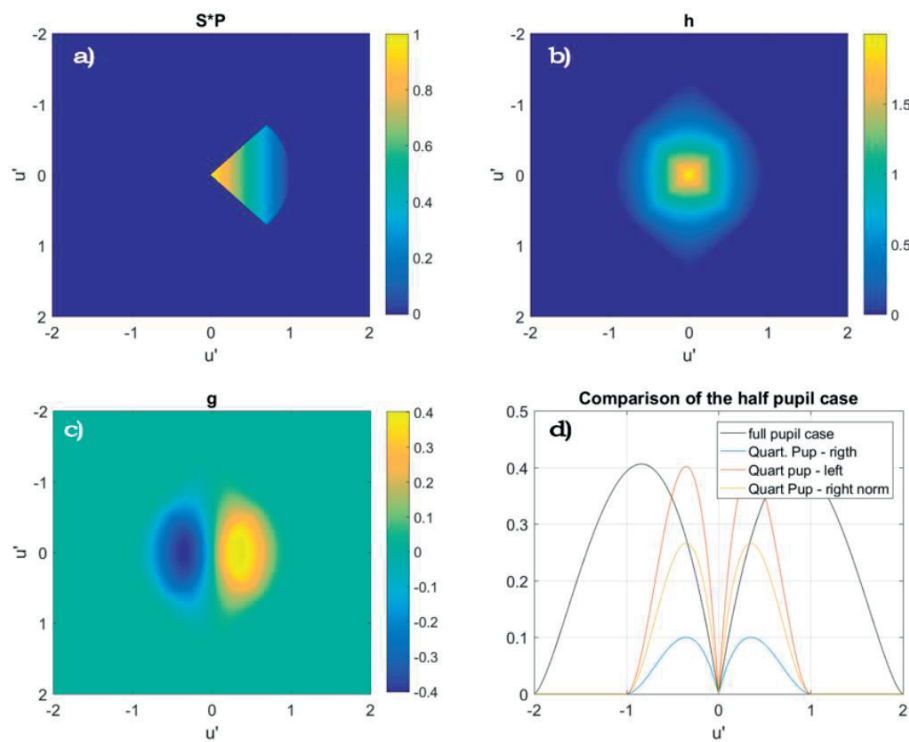 S*P
a)
-2
-1
0
1
2
u'
-2 -1 0 1 2
u'
1
0.8
0.6
0.4
0.2
0
h
b)
-2
-1
0
1
2
u'
-2 -1 0 1 2
u'
1.5
1
0.5
0
g
c)
-2
-1
0
1
2
u'
-2 -1 0 1 2
u'
0.4
0.3
0.2
0.1
0
-0.1
-0.2
-0.3
-0.4
Comparison of the half pupil case
d)
full pupil case
Quart. Pup - rigth
Quart pup - left
Quart Pup - right norm
0.5
0.4
0.3
0.2
0.1
0
-2 -1 0 1 2
u'